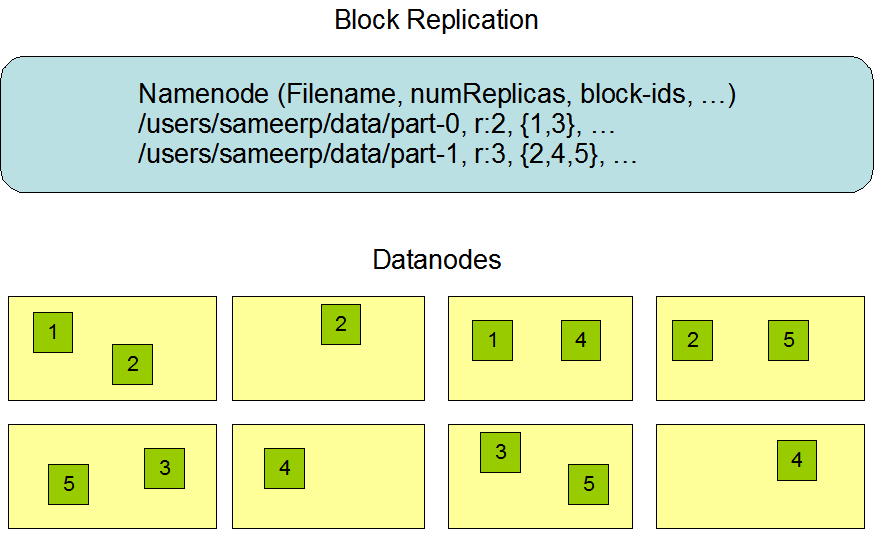 Block Replication
Namenode (Filename, numReplicas, block-ids, …)
/users/sameerp/data/part-0, r:2, {1,3}, …
/users/sameerp/data/part-1, r:3, {2,4,5}, …
Datanodes
1
2
2
1
4
2
5
5
3
4
3
5
4